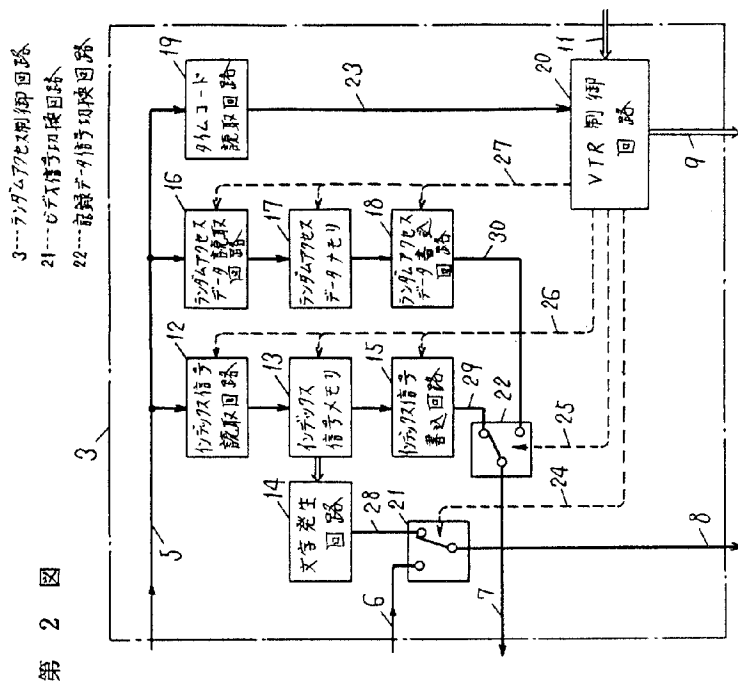 第 2 図
3---ランダムアクセス制御回路
21---ビデオ信号切換回路
22---記録データ信号切換回路
3
5
6
7
8
9
11
12
インデックス信号
読取回路
13
インデックス
信号メモリ
14
文字発生
回路
15
インデックス信号
書込回路
16
ランダムアクセス
データ読取
回路
17
ランダムアクセス
データメモリ
18
ランダムアクセス
データ書込
回路
19
タイムコード
読取回路
20
VTR制御
回路
21
22
23
24
25
26
27
28
29
30